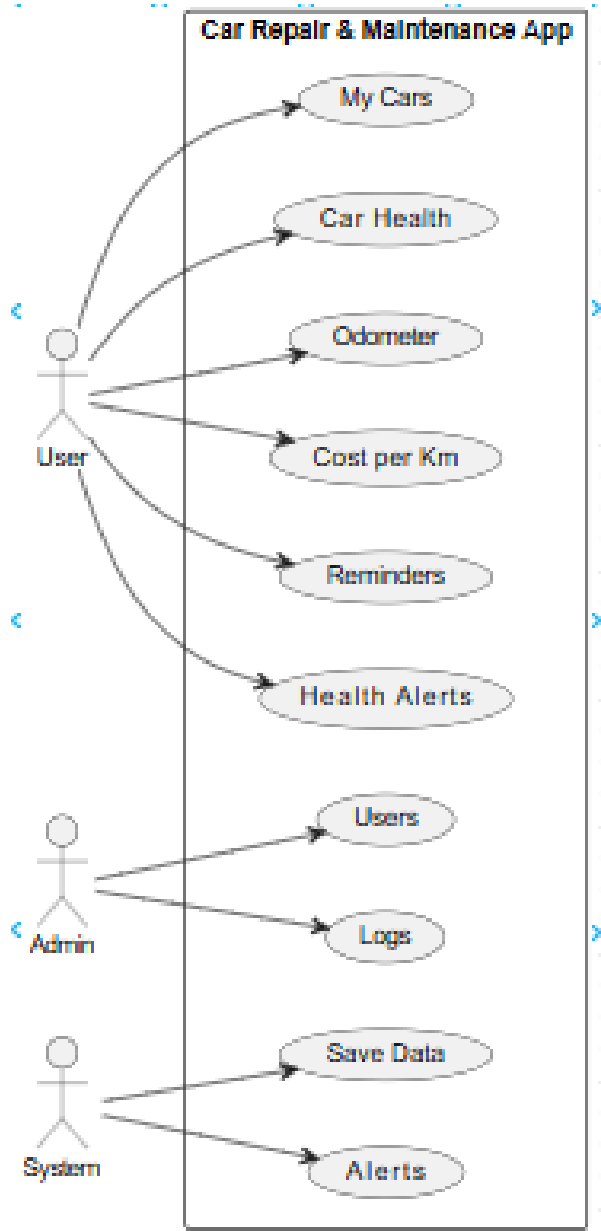 Car Repair & Maintenance App
My Cars
Car Health
Odometer
User
Cost per Km
Reminders
Health Alerts
Users
Admin
Logs
Save Data
System
Alerts